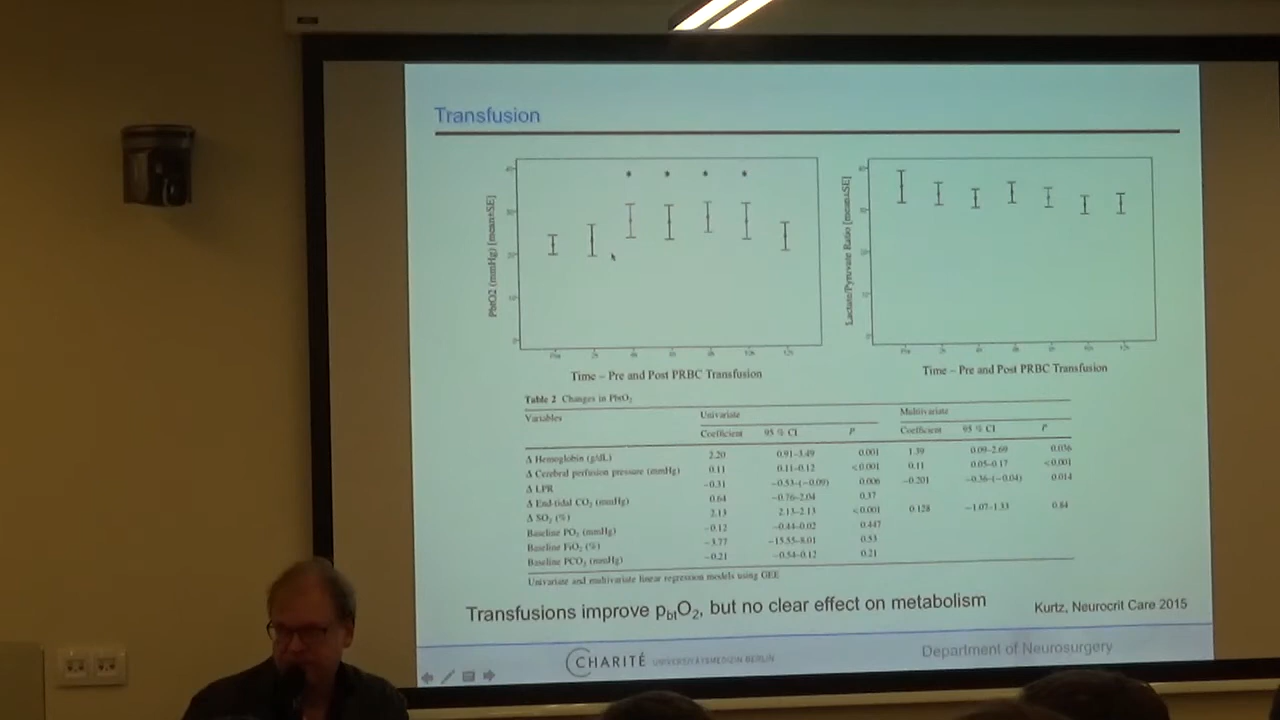 Transfusion
PbtO2 (mmHg) [mean±SE]
Time – Pre and Post PRBC Transfusion
Lactate/Pyruvate Ratio [mean±SE]
Time – Pre and Post PRBC Transfusion
Table 2 Changes in PbtO₂
Variables Univariate Multivariate
Coefficient 95 % CI P Coefficient 95 % CI P
Δ Hemoglobin (g/dL) 2.20 0.91–3.49 0.001 1.39 0.09–2.69 0.036
Δ Cerebral perfusion pressure (mmHg) 0.11 0.11–0.12 <0.001 0.11 0.05–0.17 <0.001
Δ LPR −0.31 −0.53–(−0.09) 0.006 −0.201 −0.36–(−0.04) 0.014
Δ End-tidal CO₂ (mmHg) 0.64 −0.76–2.04 0.37
Δ SO₂ (%) 2.13 2.13–2.13 <0.001 0.128 −1.07–1.33 0.84
Baseline PO₂ (mmHg) −0.12 −0.44–0.02 0.447
Baseline FiO₂ (%) −3.77 −15.55–8.01 0.53
Baseline PCO₂ (mmHg) −0.21 −0.54–0.12 0.21
Univariate and multivariate linear regression models using GEE
Transfusions improve pbtO₂, but no clear effect on metabolism
Kurtz, Neurocrit Care 2015
CHARITÉ UNIVERSITÄTSMEDIZIN BERLIN
Department of Neurosurgery